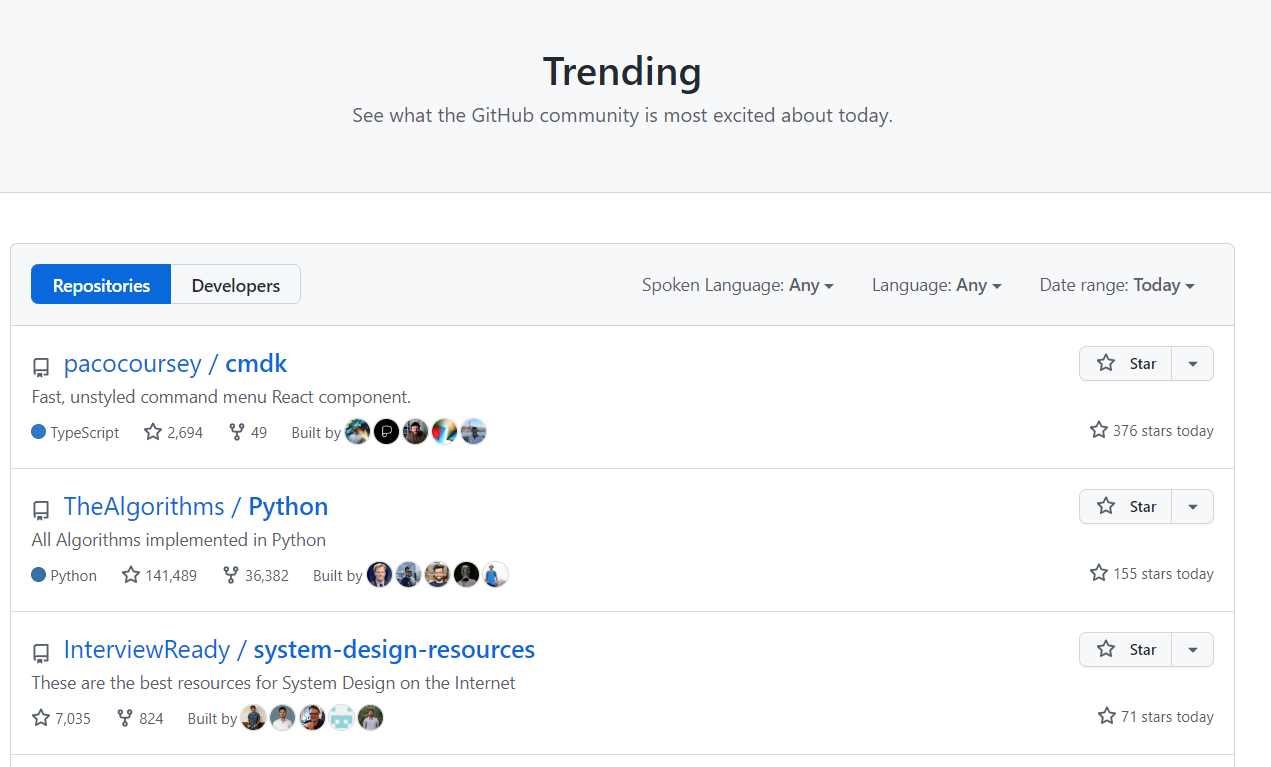 Trending
See what the GitHub community is most excited about today.
Repositories Developers Spoken Language: Any Language: Any Date range: Today
pacocoursey / cmdk Star
Fast, unstyled command menu React component.
TypeScript 2,694 49 Built by 376 stars today
TheAlgorithms / Python Star
All Algorithms implemented in Python
Python 141,489 36,382 Built by 155 stars today
InterviewReady / system-design-resources Star
These are the best resources for System Design on the Internet
7,035 824 Built by 71 stars today